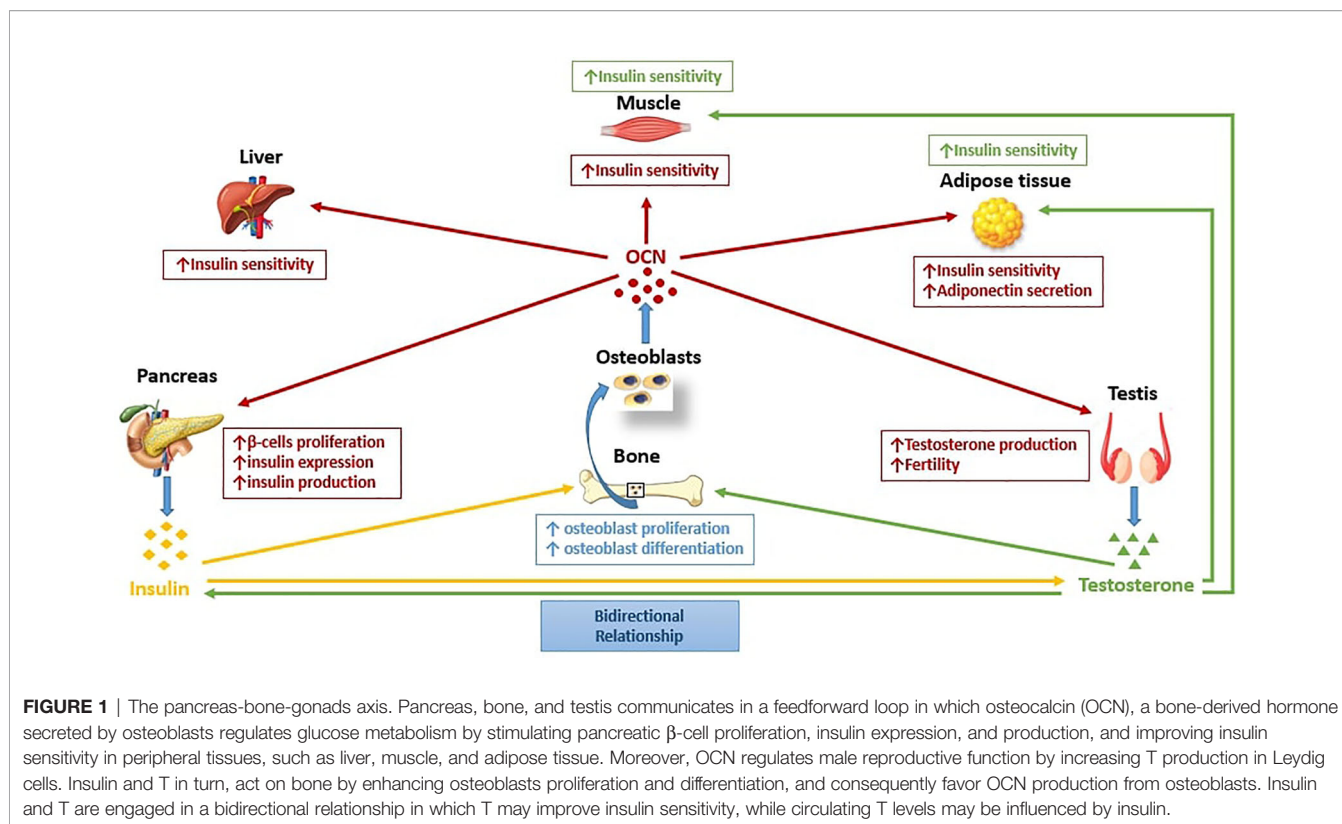 ↑Insulin sensitivity
Muscle
↑Insulin sensitivity
Liver
↑Insulin sensitivity
↑Insulin sensitivity
Adipose tissue
↑Insulin sensitivity
↑Adiponectin secretion
OCN
Osteoblasts
Pancreas
↑β-cells proliferation
↑insulin expression
↑insulin production
Bone
↑ osteoblast proliferation
↑ osteoblast differentiation
Testis
↑Testosterone production
↑Fertility
Insulin
Testosterone
Bidirectional
Relationship
FIGURE 1 | The pancreas-bone-gonads axis. Pancreas, bone, and testis communicates in a feedforward loop in which osteocalcin (OCN), a bone-derived hormone
secreted by osteoblasts regulates glucose metabolism by stimulating pancreatic β-cell proliferation, insulin expression, and production, and improving insulin
sensitivity in peripheral tissues, such as liver, muscle, and adipose tissue. Moreover, OCN regulates male reproductive function by increasing T production in Leydig
cells. Insulin and T in turn, act on bone by enhancing osteoblasts proliferation and differentiation, and consequently favor OCN production from osteoblasts. Insulin
and T are engaged in a bidirectional relationship in which T may improve insulin sensitivity, while circulating T levels may be influenced by insulin.